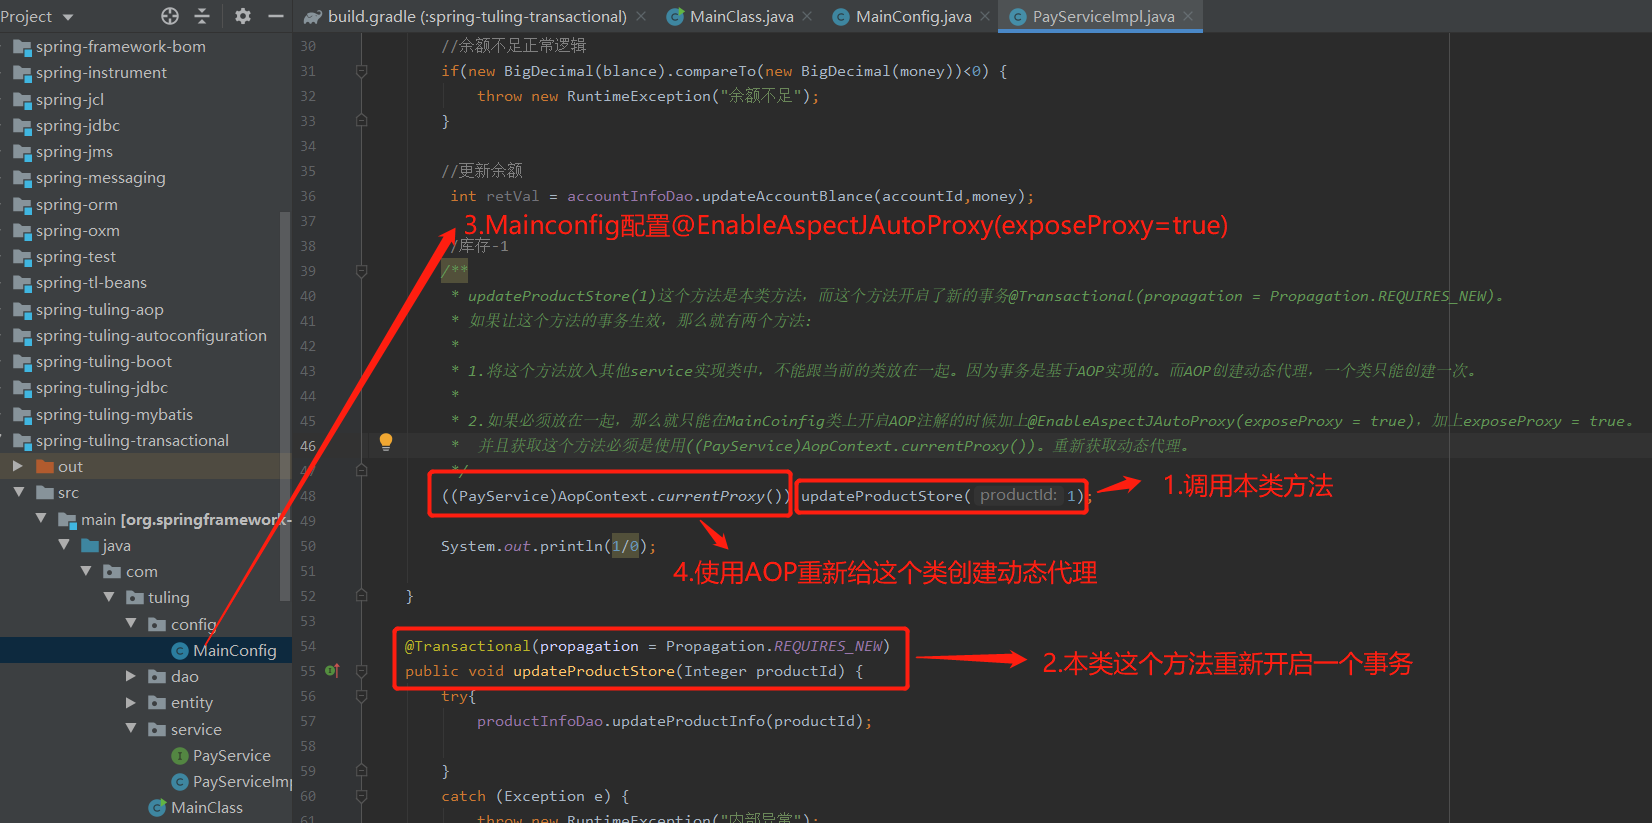 Project
build.gradle (:spring-tuling-transactional)
MainClass.java
MainConfig.java
PayServiceImpl.java
spring-framework-bom
spring-instrument
spring-jcl
spring-jdbc
spring-jms
spring-messaging
spring-orm
spring-oxm
spring-test
spring-tl-beans
spring-tuling-aop
spring-tuling-autoconfiguration
spring-tuling-boot
spring-tuling-jdbc
spring-tuling-mybatis
spring-tuling-transactional
out
src
main [org.springframework-
java
com
tuling
config
MainConfig
dao
entity
service
PayService
PayServiceImp
MainClass
30 //余额不足正常逻辑
31 if(new BigDecimal(blance).compareTo(new BigDecimal(money))<0) {
32 throw new RuntimeException("余额不足");
33 }
34
35 //更新余额
36 int retVal = accountInfoDao.updateAccountBlance(accountId,money);
37
3.Mainconfig配置@EnableAspectJAutoProxy(exposeProxy=true)
38 /库存-1
39 /**
40 * updateProductStore(1)这个方法是本类方法，而这个方法开启了新的事务@Transactional(propagation = Propagation.REQUIRES_NEW)。
41 * 如果让这个方法的事务生效，那么就有两个方法:
42 *
43 * 1.将这个方法放入其他service实现类中，不能跟当前的类放在一起。因为事务是基于AOP实现的。而AOP创建动态代理，一个类只能创建一次。
44 *
45 * 2.如果必须放在一起，那么就只能在MainCoinfig类上开启AOP注解的时候加上@EnableAspectJAutoProxy(exposeProxy = true)，加上exposeProxy = true。
46 * 并且获取这个方法必须是使用((PayService)AopContext.currentProxy())。重新获取动态代理。
47 */
48 ((PayService)AopContext.currentProxy()) updateProductStore( productId: 1);
1.调用本类方法
49
50 System.out.println(1/0);
51
4.使用AOP重新给这个类创建动态代理
52 }
53
54 @Transactional(propagation = Propagation.REQUIRES_NEW)
55 public void updateProductStore(Integer productId) {
2.本类这个方法重新开启一个事务
56 try{
57 productInfoDao.updateProductInfo(productId);
58
59 }
60 catch (Exception e) {
61 throw new RuntimeException("内部异常");